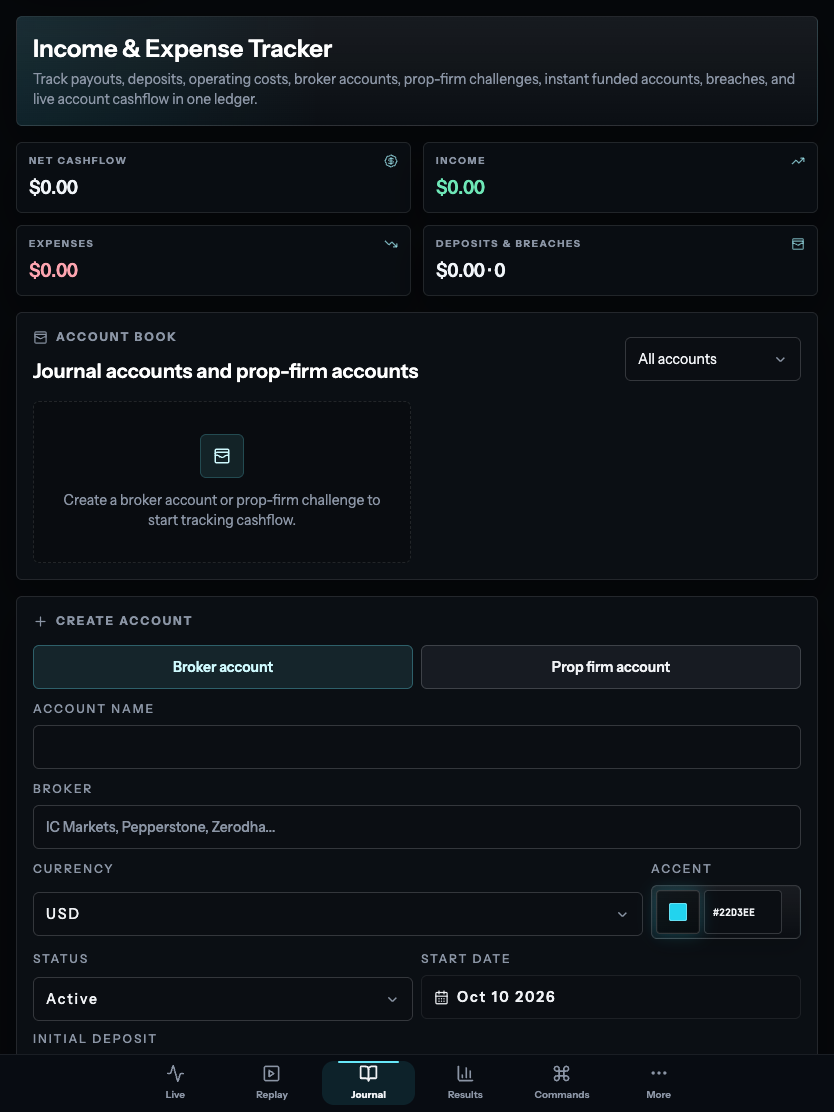 Income & Expense Tracker
Track payouts, deposits, operating costs, broker accounts, prop-firm challenges, instant funded accounts, breaches, and
live account cashflow in one ledger.
NET CASHFLOW
$0.00
INCOME
$0.00
EXPENSES
$0.00
DEPOSITS & BREACHES
$0.00 · 0
ACCOUNT BOOK
Journal accounts and prop-firm accounts
All accounts
Create a broker account or prop-firm challenge to
start tracking cashflow.
CREATE ACCOUNT
Broker account
Prop firm account
ACCOUNT NAME
BROKER
IC Markets, Pepperstone, Zerodha...
CURRENCY
ACCENT
USD
#22D3EE
STATUS
START DATE
Active
Oct 10 2026
INITIAL DEPOSIT
Live
Replay
Journal
Results
Commands
More